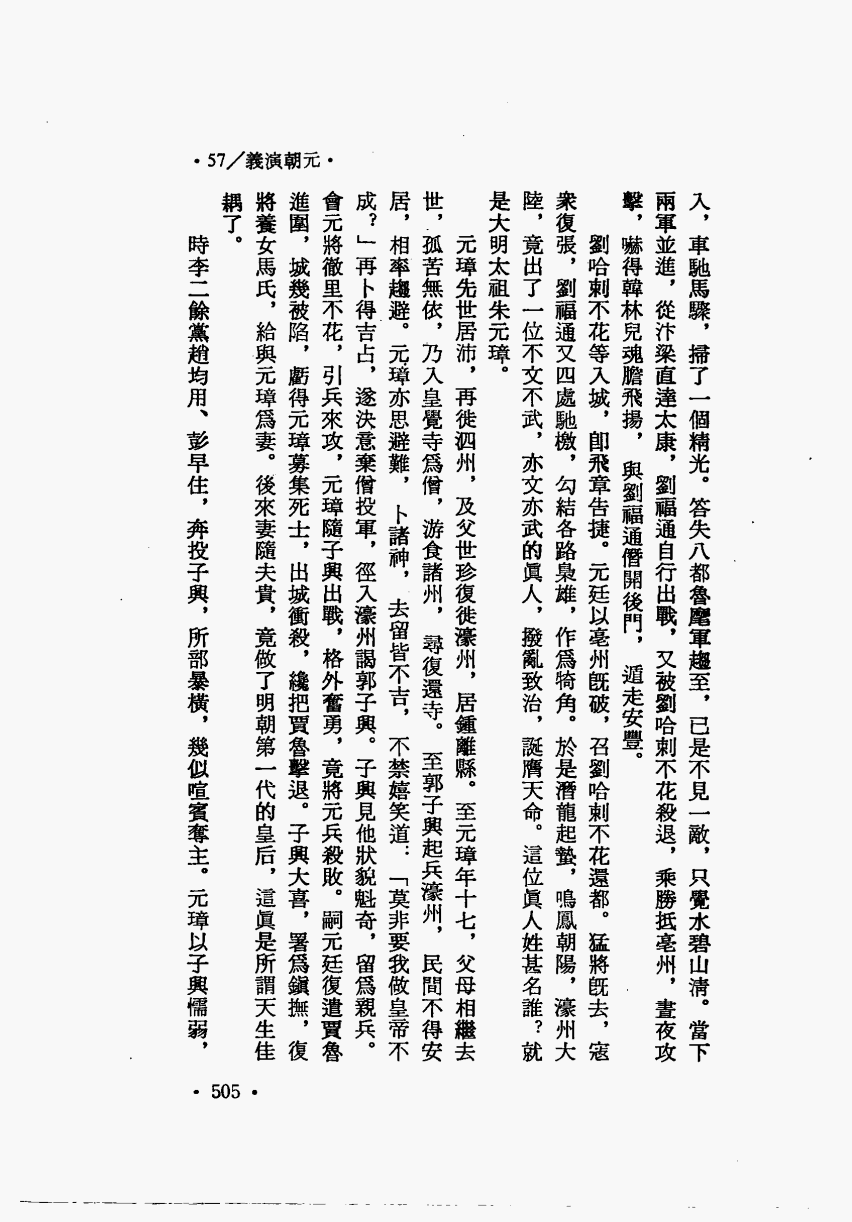 ·57/義演朝元·
入，車馳馬驟，掃了一個精光。答失八都魯麾軍趨至，已是不見一敵，只覺水碧山清。當下
兩軍並進，從汴梁直達太康，劉福通自行出戰，又被劉哈剌不花殺退，乘勝抵亳州，晝夜攻
擊，嚇得韓林兒魂膽飛揚，與劉福通僭開後門，遁走安豐。
劉哈剌不花等入城，卽飛章告捷。元廷以亳州旣破，召劉哈剌不花還都。猛將旣去，寇
衆復張，劉福通又四處馳檄，勾結各路梟雄，作爲犄角。於是潛龍起蟄，鳴鳳朝陽，濠州大
陸，竟出了一位不文不武，亦文亦武的眞人，撥亂致治，誕膺天命。這位眞人姓甚名誰？就
是大明太祖朱元璋。
元璋先世居沛，再徙泗州，及父世珍復徙濠州，居鍾離縣。至元璋年十七，父母相繼去
世，孤苦無依，乃入皇覺寺爲僧，游食諸州，尋復還寺。至郭子興起兵濠州，民間不得安
居，相率趨避。元璋亦思避難，卜諸神，去留皆不吉，不禁嬉笑道：「莫非要我做皇帝不
成？」再卜得吉占，遂決意棄僧投軍，徑入濠州謁郭子興。子興見他狀貌魁奇，留爲親兵。
會元將徹里不花，引兵來攻，元璋隨子興出戰，格外奮勇，竟將元兵殺敗。嗣元廷復遣賈魯
進圍，城幾被陷，虧得元璋募集死士，出城衝殺，纔把賈魯擊退。子興大喜，署爲鎭撫，復
將養女馬氏，給與元璋爲妻。後來妻隨夫貴，竟做了明朝第一代的皇后，這眞是所謂天生佳
耦了。
時李二餘黨趙均用、彭早住，奔投子興，所部暴橫，幾似喧賓奪主。元璋以子興懦弱，
·505·